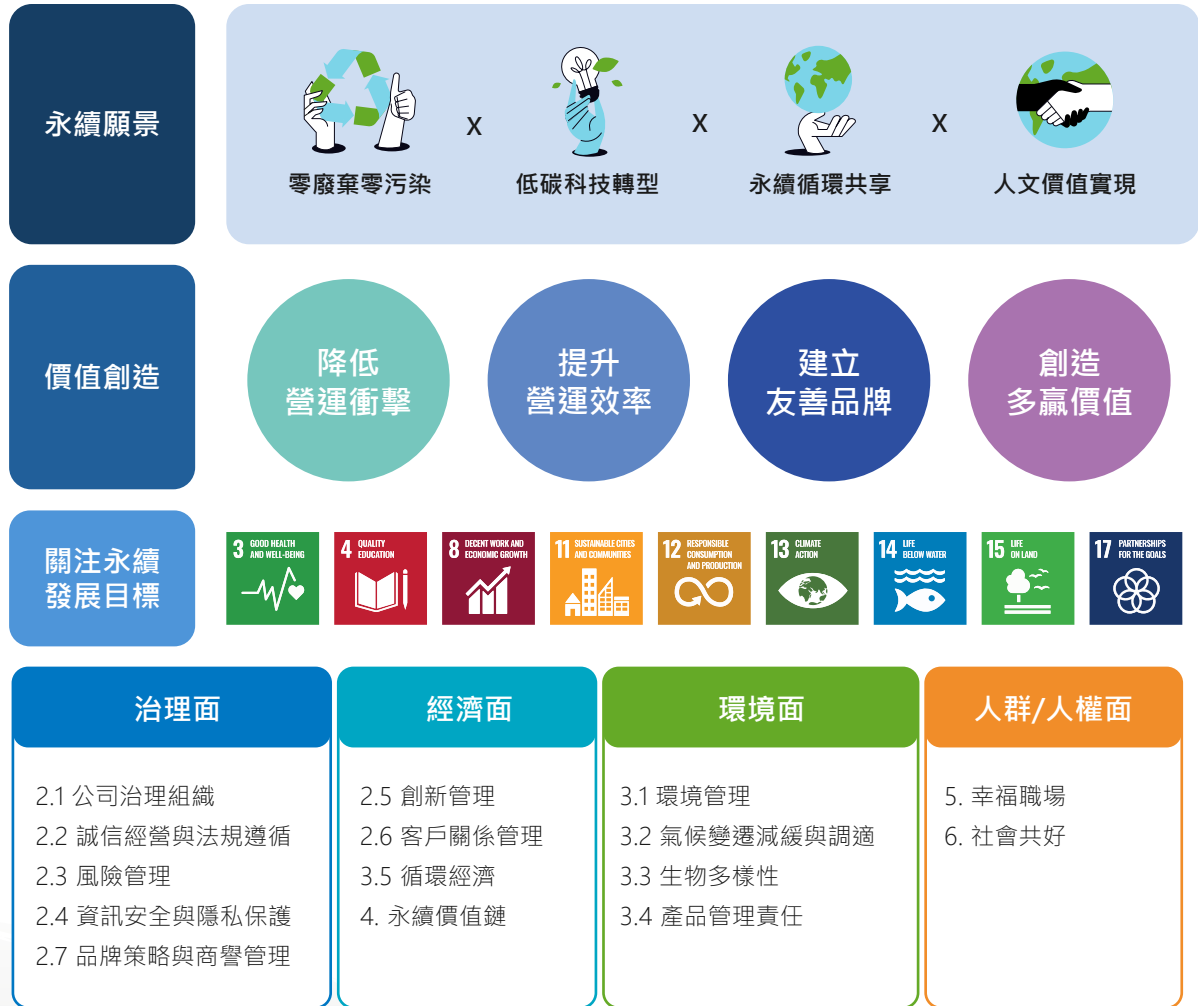 永續願景
零廢棄零污染
x
低碳科技轉型
x
永續循環共享
x
人文價值實現
價值創造
降低
營運衝擊
提升
營運效率
建立
友善品牌
創造
多贏價值
關注永續
發展目標
3 GOOD HEALTH
AND WELL-BEING
4 QUALITY
EDUCATION
8 DECENT WORK AND
ECONOMIC GROWTH
11 SUSTAINABLE CITIES
AND COMMUNITIES
12 RESPONSIBLE
CONSUMPTION
AND PRODUCTION
13 CLIMATE
ACTION
14 LIFE
BELOW WATER
15 LIFE
ON LAND
17 PARTNERSHIPS
FOR THE GOALS
治理面
2.1 公司治理組織
2.2 誠信經營與法規遵循
2.3 風險管理
2.4 資訊安全與隱私保護
2.7 品牌策略與商譽管理
經濟面
2.5 創新管理
2.6 客戶關係管理
3.5 循環經濟
4. 永續價值鏈
環境面
3.1 環境管理
3.2 氣候變遷減緩與調適
3.3 生物多樣性
3.4 產品管理責任
人群/人權面
5. 幸福職場
6. 社會共好